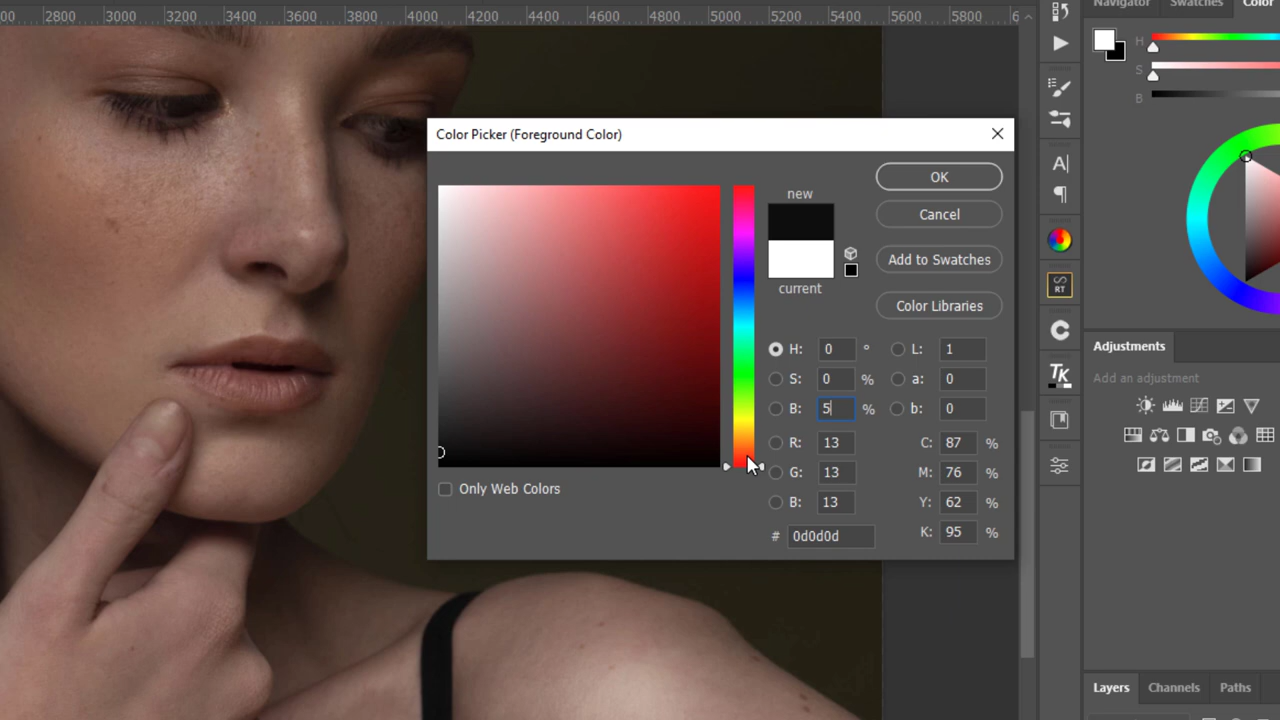 Navigator Swatches Color
2800 3000 3200 3400 3600 3800 4000 4200 4400 4600 4800 5000 5200 5400 5600 5800 6
H
S
B
Color Picker (Foreground Color)
new
current
OK
Cancel
Add to Swatches
Color Libraries
H: 0 ° L: 1
S: 0 % a: 0
B: 5 % b: 0
R: 13 C: 87 %
G: 13 M: 76 %
B: 13 Y: 62 %
# 0d0d0d K: 95 %
Only Web Colors
A
RT
C
TK
Adjustments
Add an adjustment
Layers Channels Paths